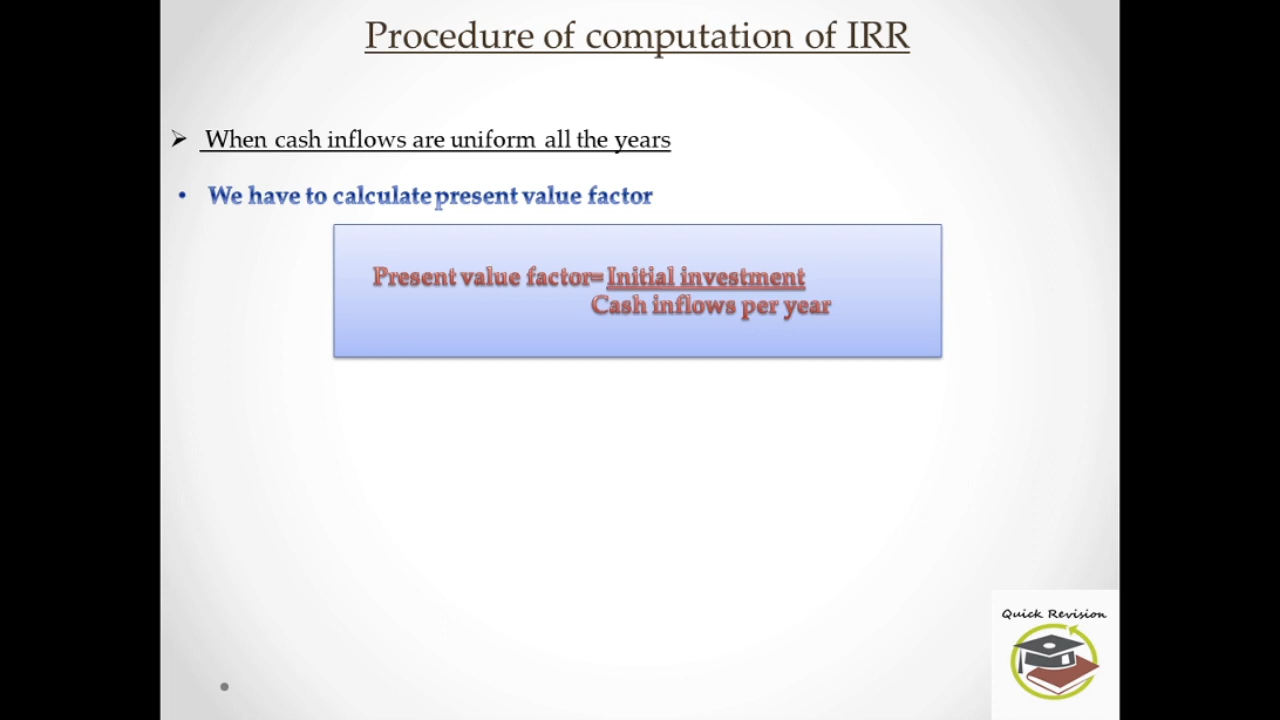 Procedure of computation of IRR
When cash inflows are uniform all the years
We have to calculate present value factor
Present value factor= Initial investment
Cash inflows per year
Quick Revision